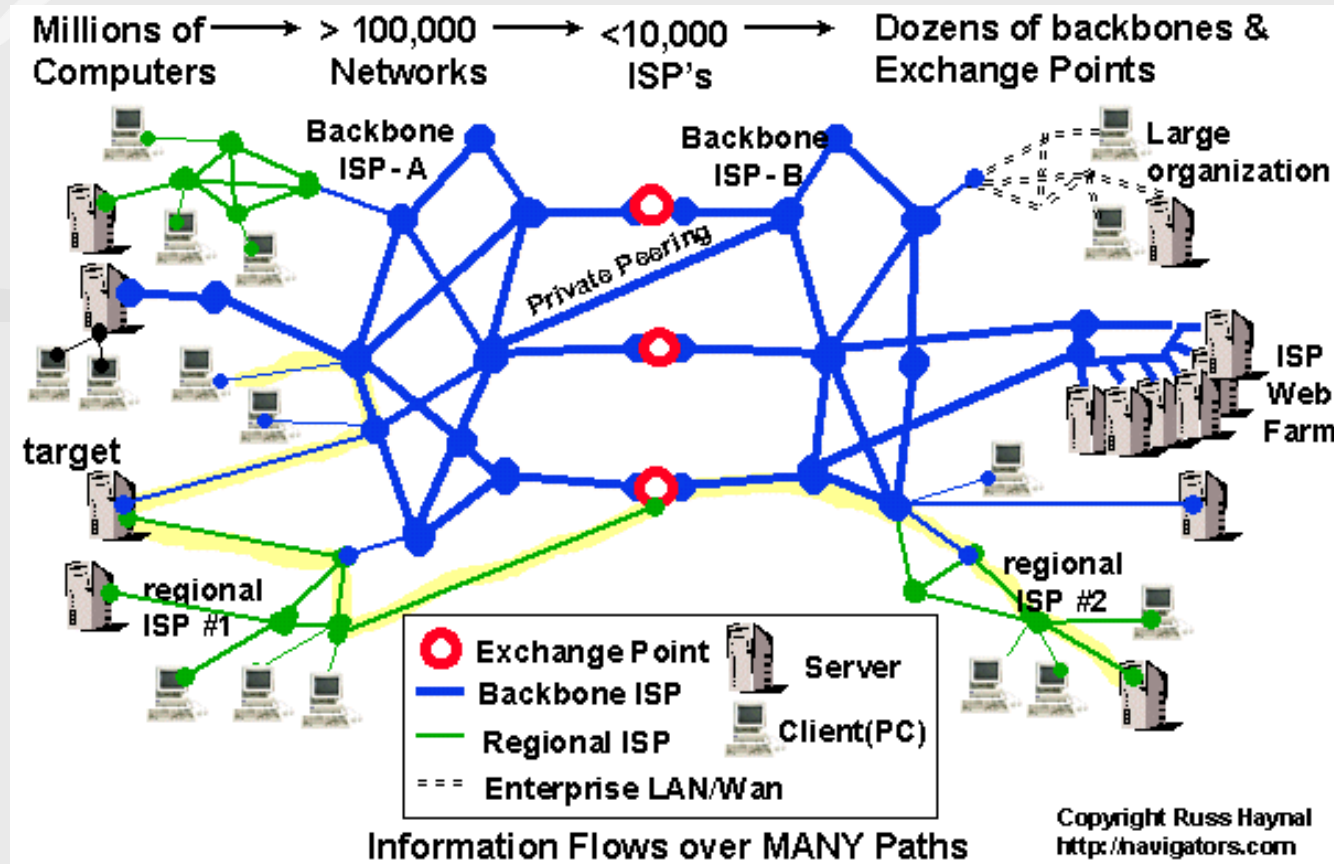 Millions of → > 100,000 → <10,000 → Dozens of backbones &
Computers Networks ISP's Exchange Points
Backbone
ISP - A
Backbone
ISP - B
Large
organization
Private Peering
ISP
Web
Farm
target
regional
ISP #1
regional
ISP #2
Exchange Point
Backbone ISP
Regional ISP
Enterprise LAN/Wan
Server
Client(PC)
Information Flows over MANY Paths
Copyright Russ Haynal
http://navigators.com